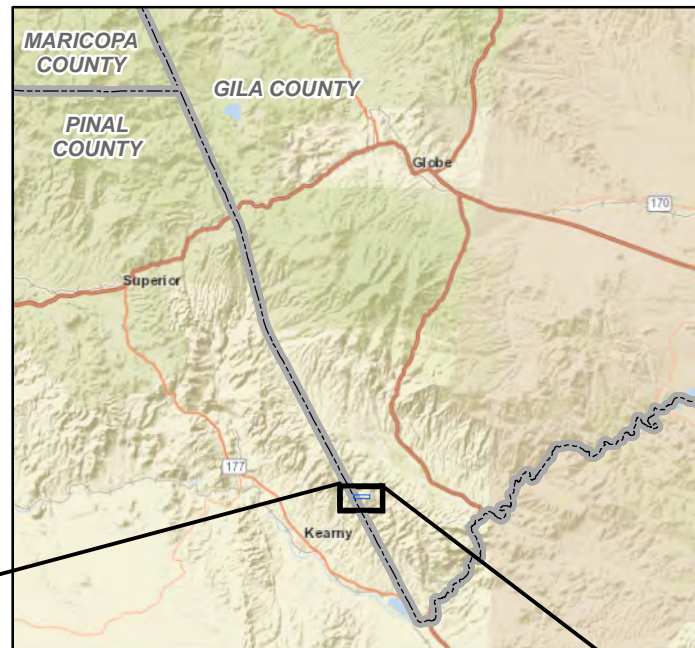 MARICOPA
COUNTY
GILA COUNTY
PINAL
COUNTY
Globe
170
Superior
177
Kearny